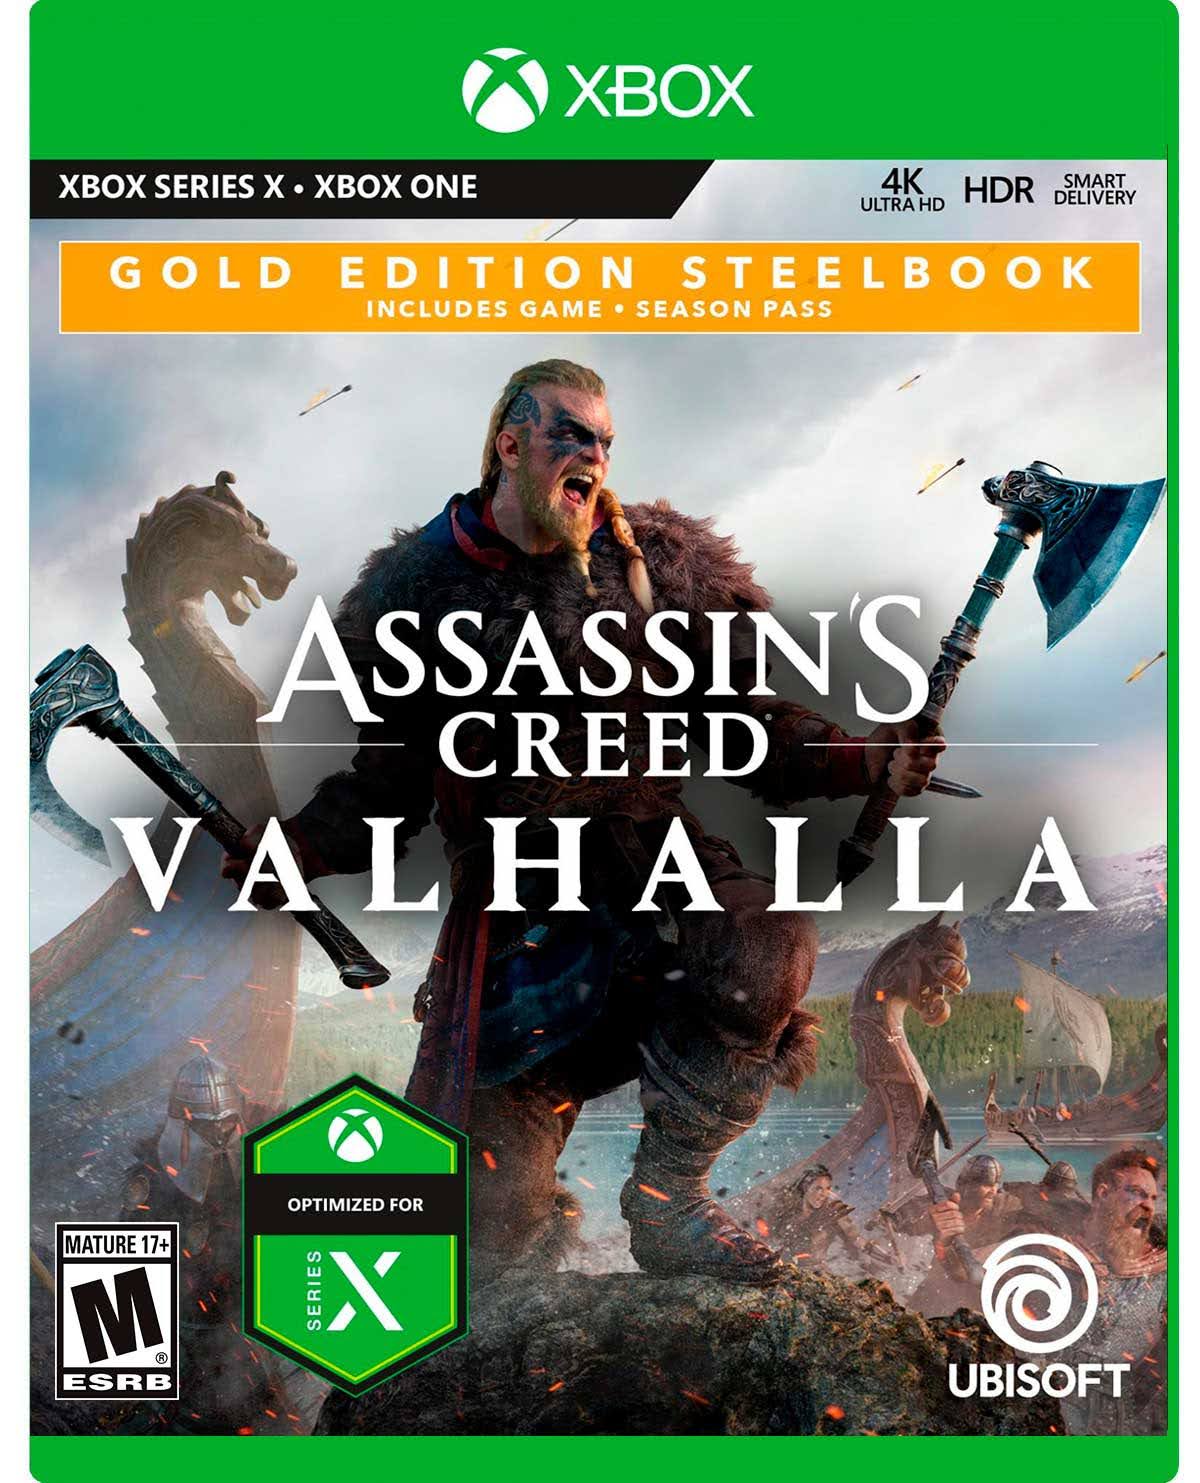 XBOX
XBOX SERIES X • XBOX ONE
4K
ULTRA HD
HDR
SMART
DELIVERY
GOLD EDITION STEELBOOK
INCLUDES GAME • SEASON PASS
ASSASSIN'S
CREED®
VALHALLA
OPTIMIZED FOR
SERIES X
MATURE 17+
M
®
ESRB
UBISOFT